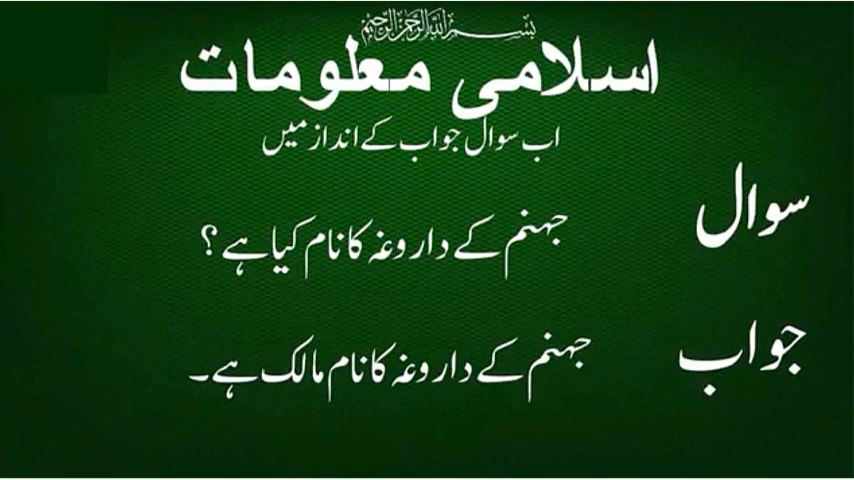 بسم اللہ الرحمن الرحیم
اسلامی معلومات
اب سوال جواب کے انداز میں
سوال
جہنم کے داروغہ کا نام کیا ہے ؟
جواب
جہنم کے داروغہ کا نام مالک ہے۔